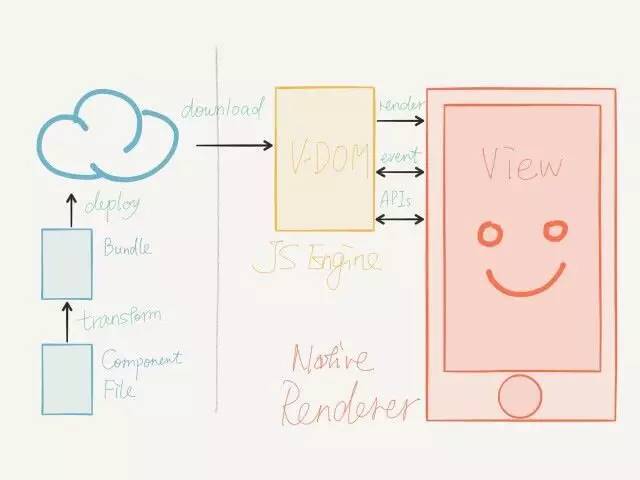 download
render
V-DOM
View
event
deploy
APIs
Bundle
JS Engine
transform
Component
File
Native
Renderer